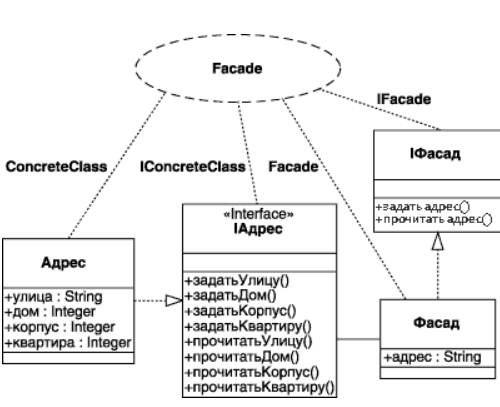 Facade
IFacade
ConcreteClass
IConcreteClass
Facade
IФасад
+задать адрес()
+прочитать адрес()
«Interface»
IАдрес
+задатьУлицу()
+задатьДом()
+задатьКорпус()
+задатьКвартиру()
+прочитатьУлицу()
+прочитатьДом()
+прочитатьКорпус()
+прочитатьКвартиру()
Адрес
+улица : String
+дом : Integer
+корпус : Integer
+квартира : Integer
Фасад
+адрес : String